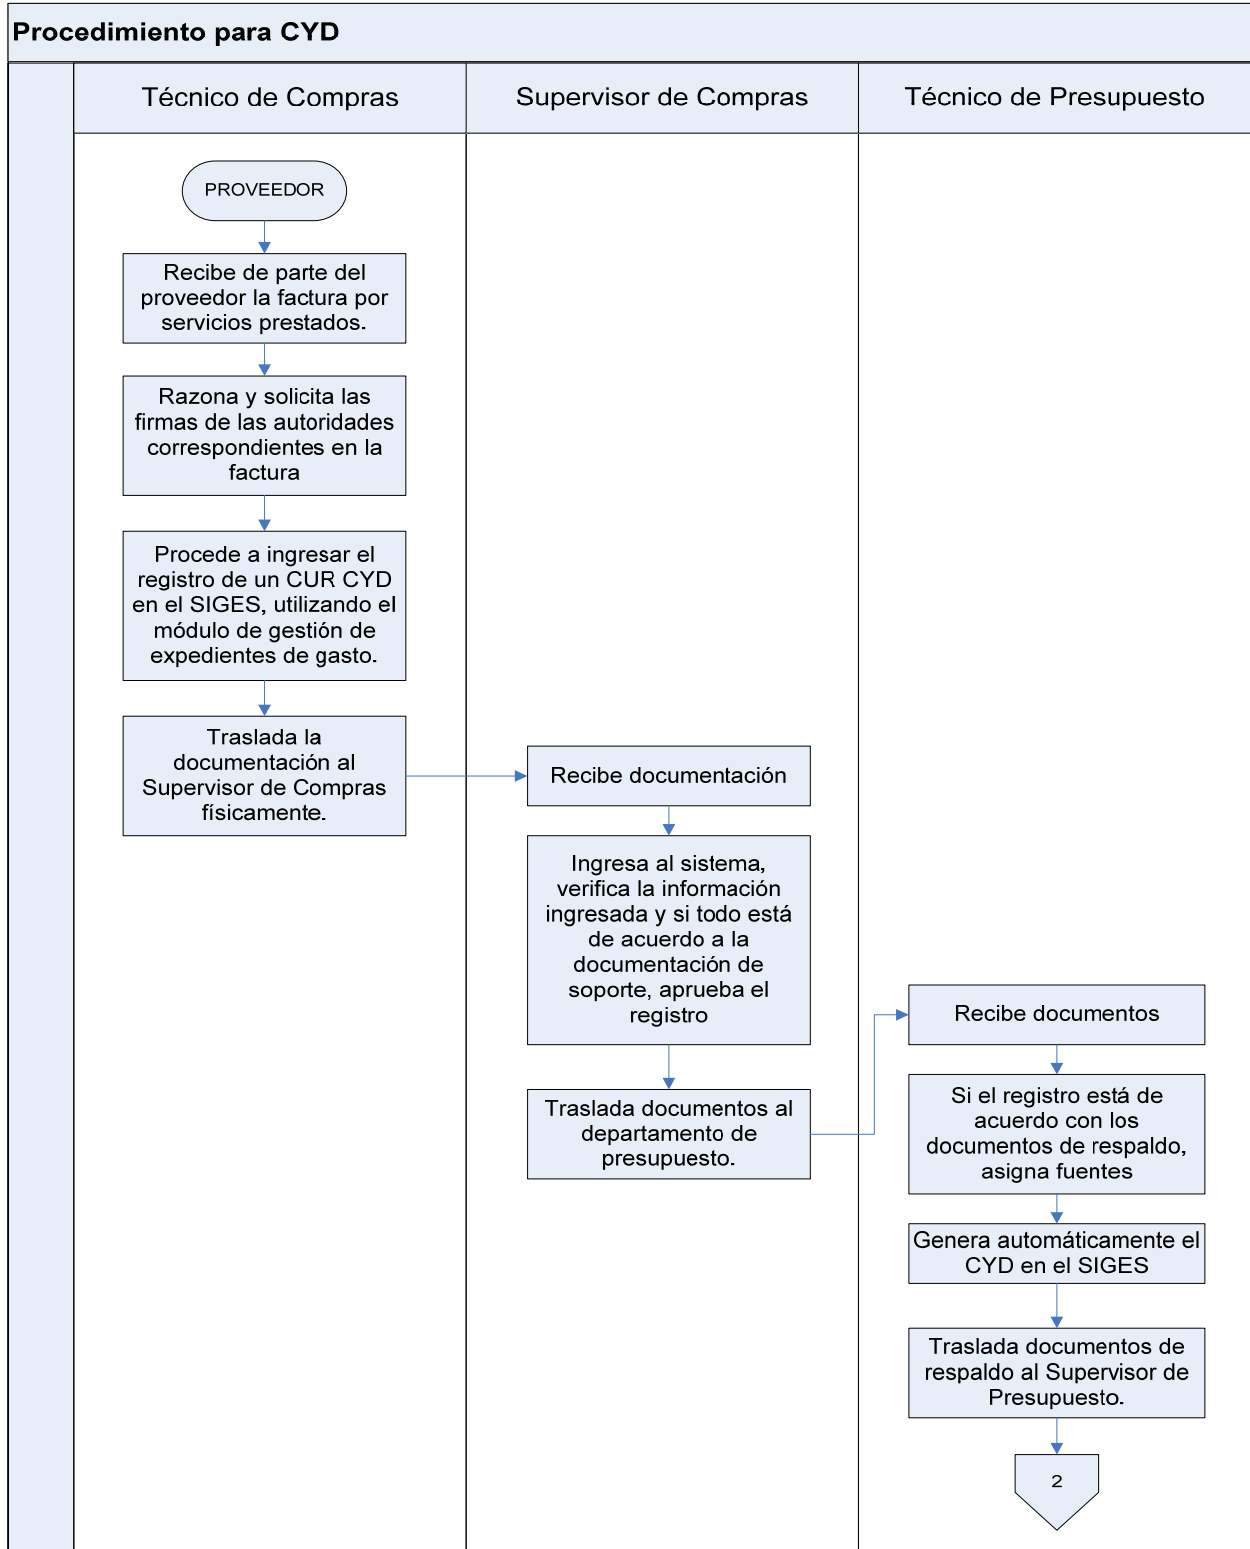 Procedimiento para CYD
Técnico de Compras
Supervisor de Compras
Técnico de Presupuesto
PROVEEDOR
Recibe de parte del
proveedor la factura por
servicios prestados.
Razona y solicita las
firmas de las autoridades
correspondientes en la
factura
Procede a ingresar el
registro de un CUR CYD
en el SIGES, utilizando el
módulo de gestión de
expedientes de gasto.
Traslada la
documentación al
Supervisor de Compras
físicamente.
Recibe documentación
Ingresa al sistema,
verifica la información
ingresada y si todo está
de acuerdo a la
documentación de
soporte, aprueba el
registro
Traslada documentos al
departamento de
presupuesto.
Recibe documentos
Si el registro está de
acuerdo con los
documentos de respaldo,
asigna fuentes
Genera automáticamente el
CYD en el SIGES
Traslada documentos de
respaldo al Supervisor de
Presupuesto.
2